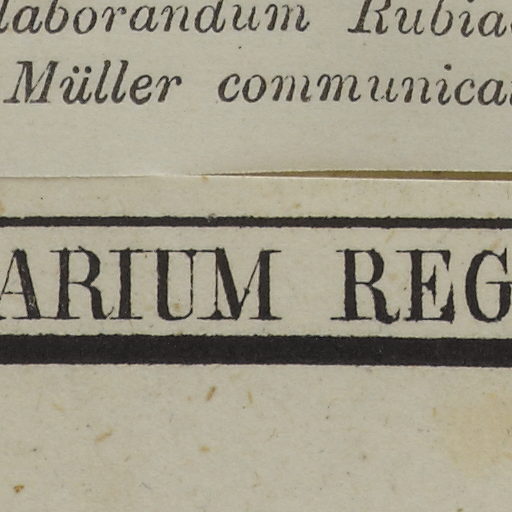 laborandum Rubia
Müller communica
ARIUM REG